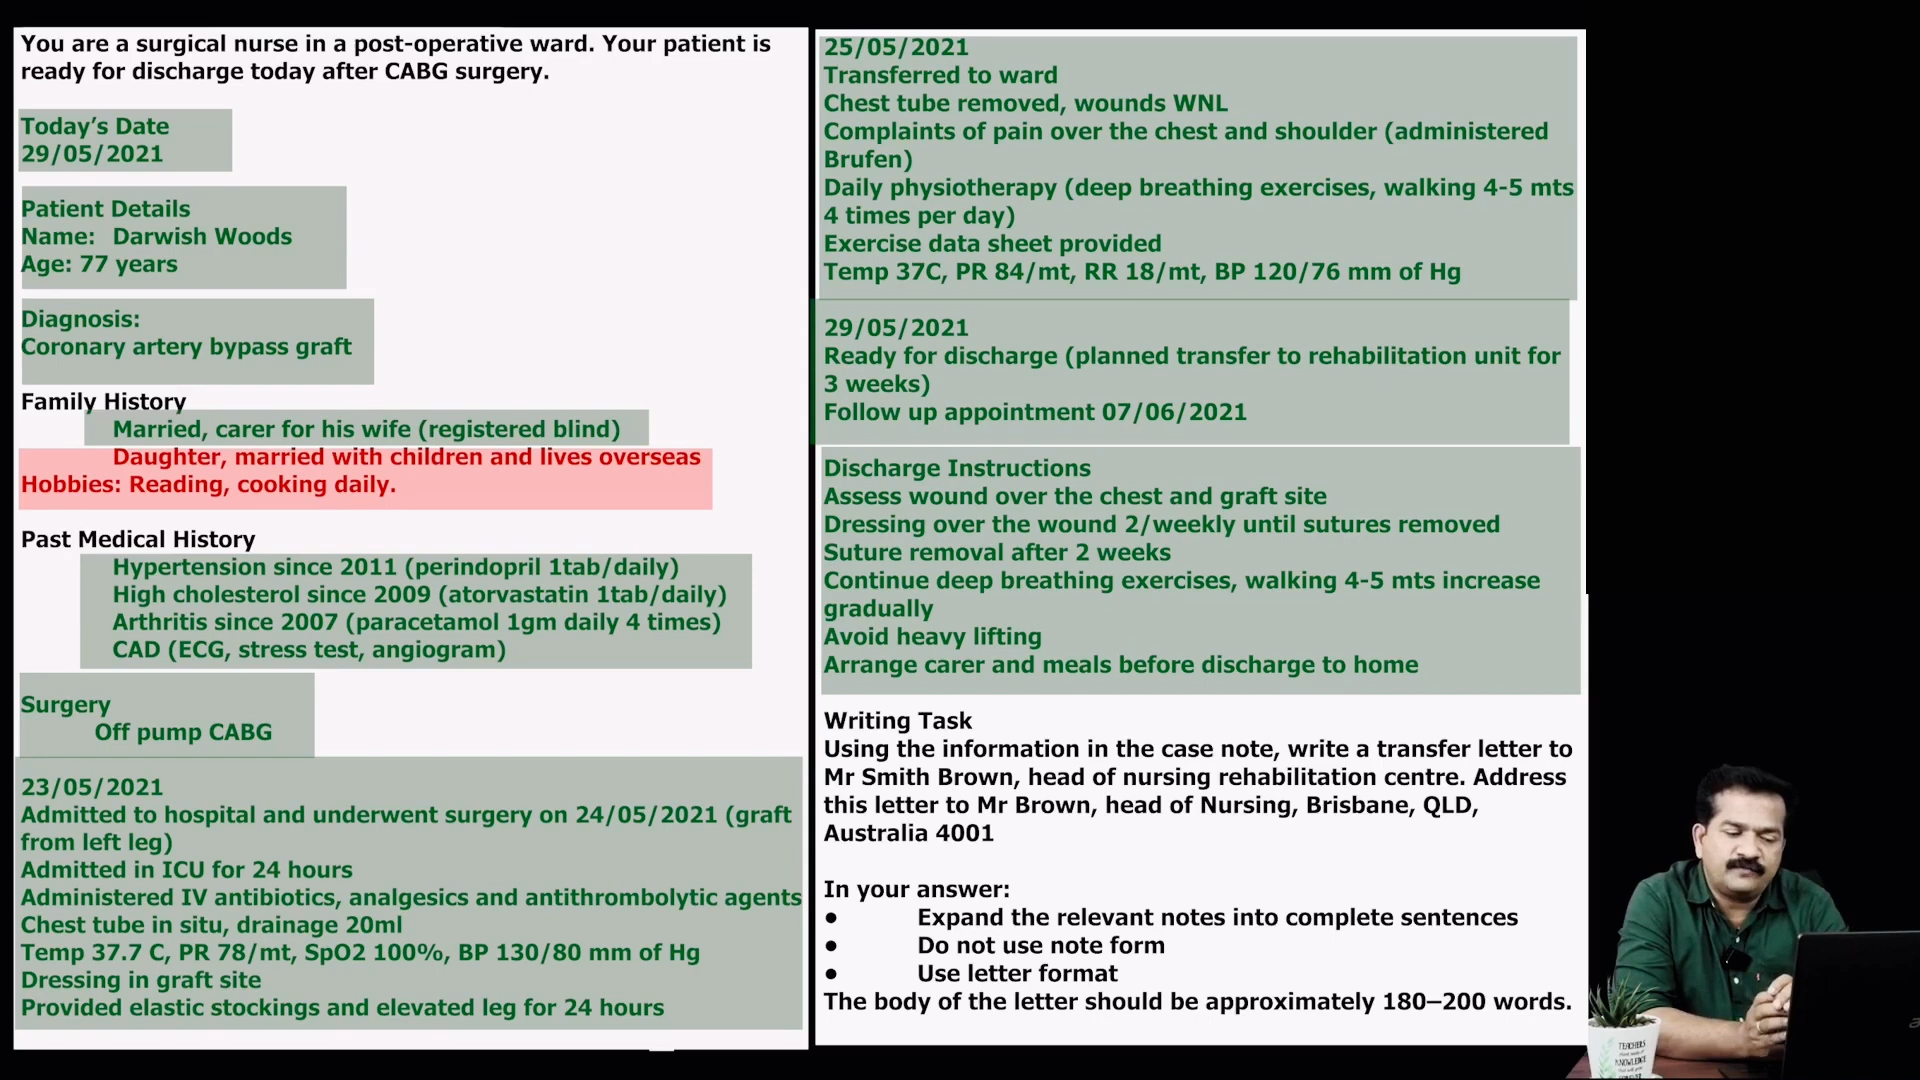 You are a surgical nurse in a post-operative ward. Your patient is
ready for discharge today after CABG surgery.
Today's Date
29/05/2021
Patient Details
Name: Darwish Woods
Age: 77 years
Diagnosis:
Coronary artery bypass graft
Family History
Married, carer for his wife (registered blind)
Daughter, married with children and lives overseas
Hobbies: Reading, cooking daily.
Past Medical History
Hypertension since 2011 (perindopril 1tab/daily)
High cholesterol since 2009 (atorvastatin 1tab/daily)
Arthritis since 2007 (paracetamol 1gm daily 4 times)
CAD (ECG, stress test, angiogram)
Surgery
Off pump CABG
23/05/2021
Admitted to hospital and underwent surgery on 24/05/2021 (graft
from left leg)
Admitted in ICU for 24 hours
Administered IV antibiotics, analgesics and antithrombolytic agents
Chest tube in situ, drainage 20ml
Temp 37.7 C, PR 78/mt, SpO2 100%, BP 130/80 mm of Hg
Dressing in graft site
Provided elastic stockings and elevated leg for 24 hours
25/05/2021
Transferred to ward
Chest tube removed, wounds WNL
Complaints of pain over the chest and shoulder (administered
Brufen)
Daily physiotherapy (deep breathing exercises, walking 4-5 mts
4 times per day)
Exercise data sheet provided
Temp 37C, PR 84/mt, RR 18/mt, BP 120/76 mm of Hg
29/05/2021
Ready for discharge (planned transfer to rehabilitation unit for
3 weeks)
Follow up appointment 07/06/2021
Discharge Instructions
Assess wound over the chest and graft site
Dressing over the wound 2/weekly until sutures removed
Suture removal after 2 weeks
Continue deep breathing exercises, walking 4-5 mts increase
gradually
Avoid heavy lifting
Arrange carer and meals before discharge to home
Writing Task
Using the information in the case note, write a transfer letter to
Mr Smith Brown, head of nursing rehabilitation centre. Address
this letter to Mr Brown, head of Nursing, Brisbane, QLD,
Australia 4001
In your answer:
● Expand the relevant notes into complete sentences
● Do not use note form
● Use letter format
The body of the letter should be approximately 180–200 words.
TEACHERS
KNOWLEDGE